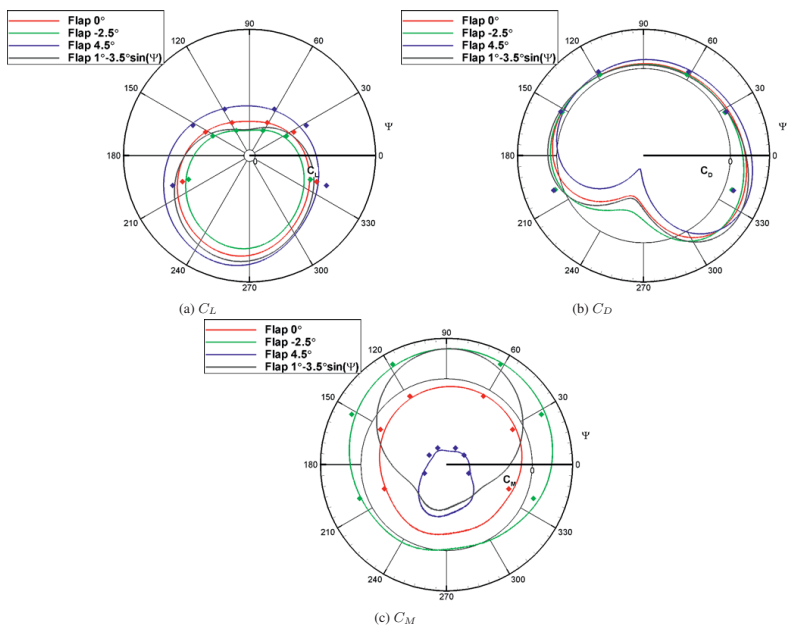 Flap 0°
Flap -2.5°
Flap 4.5°
Flap 1°-3.5°sin(Ψ)
90
60
30
Ψ
0
330
300
270
240
210
180
150
120
0
C_L
(a) C_L
Flap 0°
Flap -2.5°
Flap 4.5°
Flap 1°-3.5°sin(Ψ)
90
60
30
Ψ
0
330
300
270
240
210
180
150
120
C_D
0
(b) C_D
Flap 0°
Flap -2.5°
Flap 4.5°
Flap 1°-3.5°sin(Ψ)
90
60
30
Ψ
0
330
300
270
240
210
180
150
120
C_M
0
(c) C_M